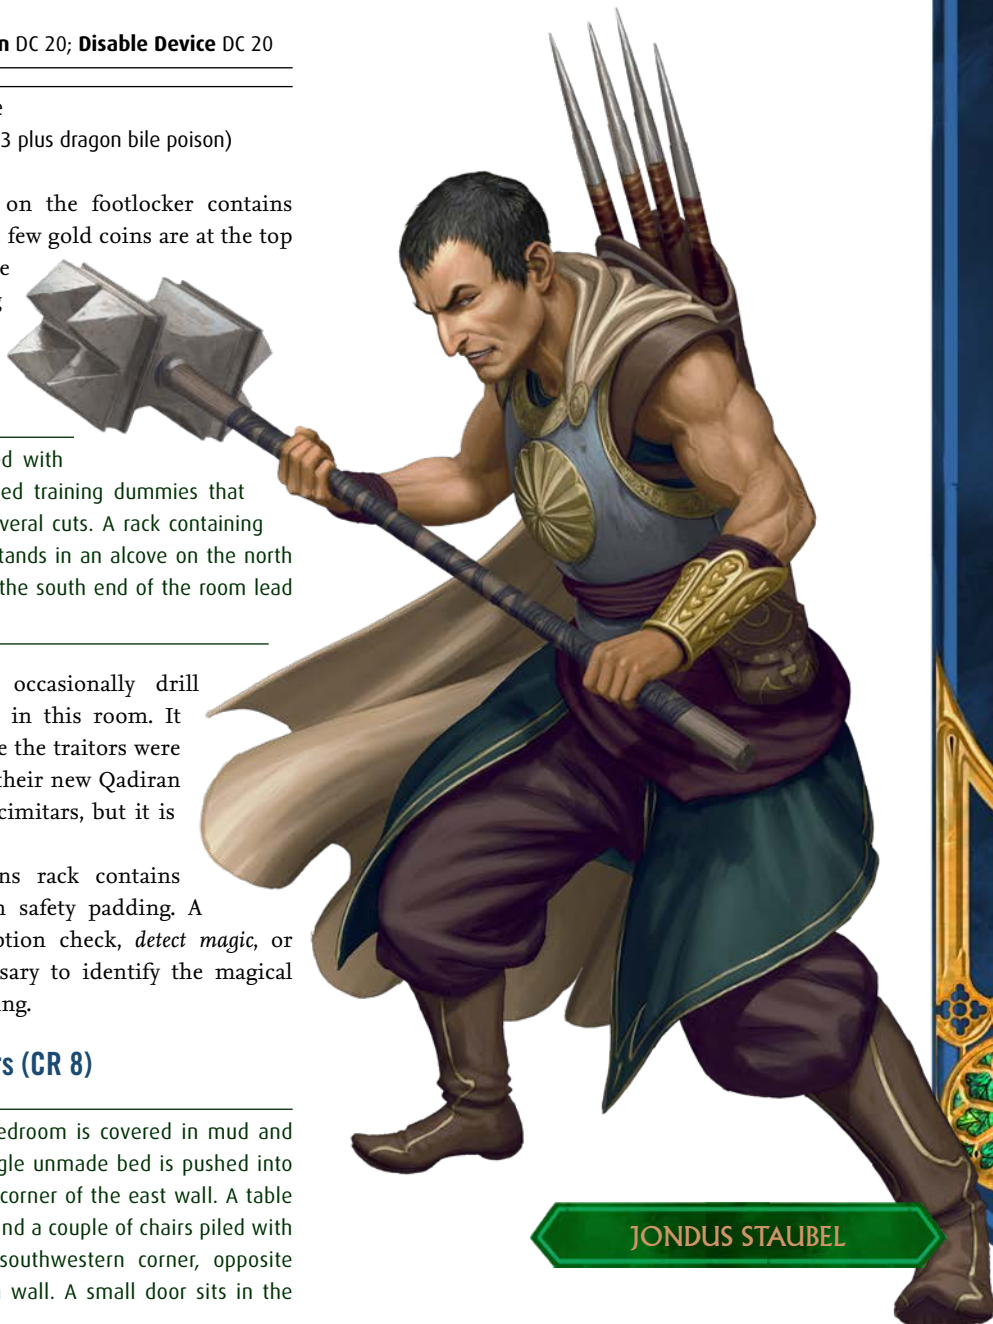 n DC 20; Disable Device DC 20
e
3 plus dragon bile poison)
on the footlocker contains
few gold coins are at the top
e
g
d with
ed training dummies that
veral cuts. A rack containing
tands in an alcove on the north
the south end of the room lead
occasionally drill
in this room. It
e the traitors were
their new Qadiran
cimitars, but it is
ns rack contains
n safety padding. A
ption check, detect magic, or
sary to identify the magical
ng.
rs (CR 8)
edroom is covered in mud and
gle unmade bed is pushed into
corner of the east wall. A table
nd a couple of chairs piled with
southwestern corner, opposite
n wall. A small door sits in the
JONDUS STAUBEL